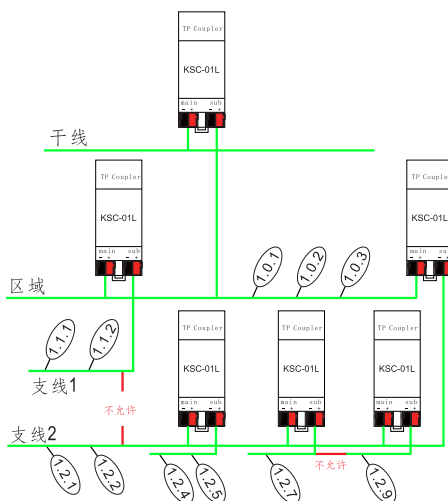 TP Coupler
KSC-01L
main sub
- + - +
干线
TP Coupler
KSC-01L
main sub
- + - +
TP Couple
KSC-01L
main sub
- + - +
区域
1.0.1
1.0.2
1.0.3
1.1.1
1.1.2
支线1
不允许
TP Coupler
KSC-01L
main sub
- + - +
TP Coupler
KSC-01L
main sub
- + - +
TP Coupler
KSC-01L
main sub
- + - +
支线2
不允许
1.2.1
1.2.2
1.2.4
1.2.5
1.2.7
1.2.9